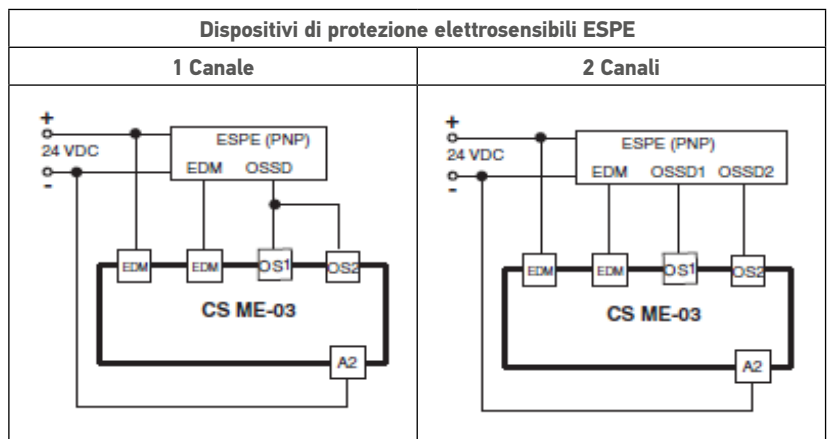 Dispositivi di protezione elettrosensibili ESPE
1 Canale
2 Canali
+
24 VDC
-
ESPE (PNP)
EDM OSSD
EDM EDM OS1 OS2
CS ME-03
A2
+
24 VDC
-
ESPE (PNP)
EDM OSSD1 OSSD2
EDM EDM OS1 OS2
CS ME-03
A2